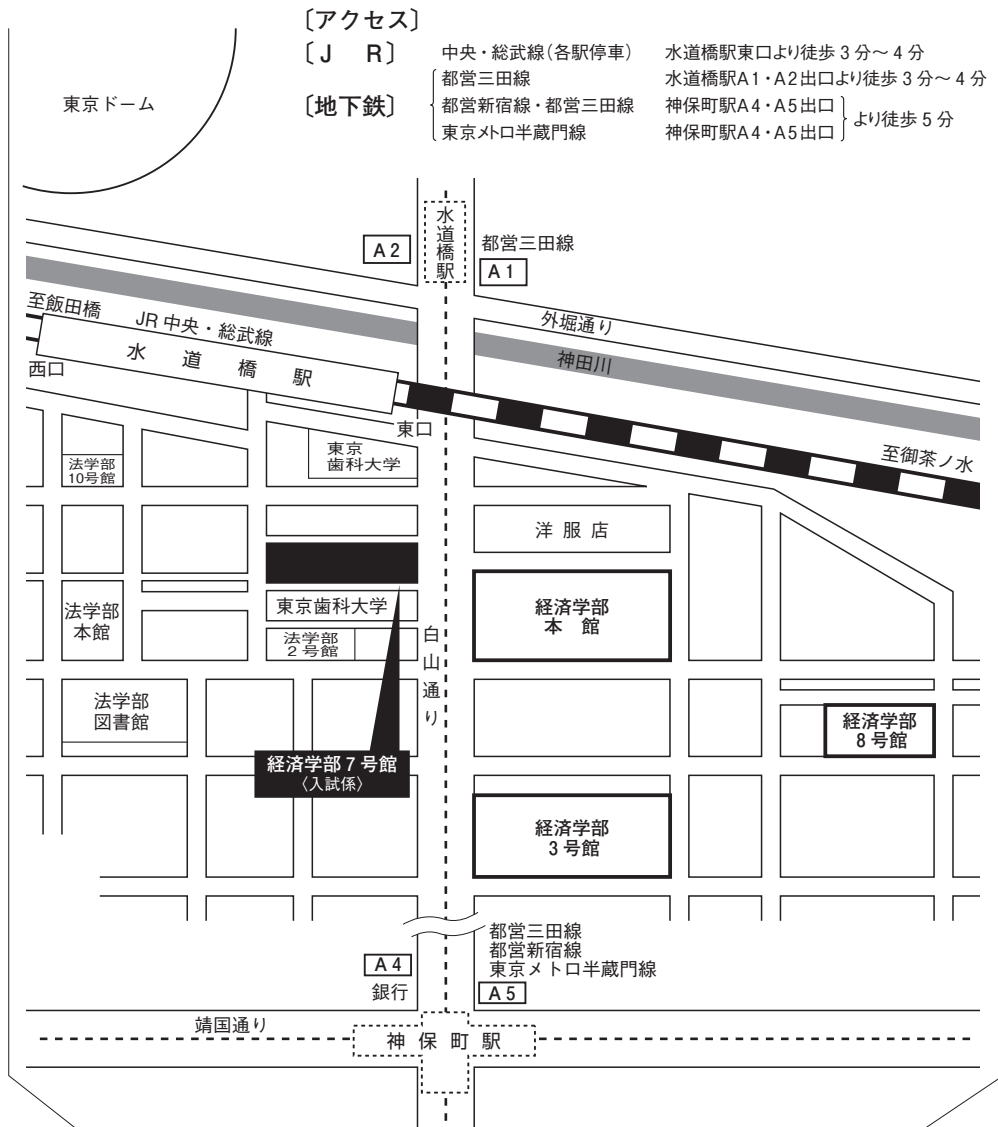 〔アクセス〕
〔J R〕 中央・総武線(各駅停車) 水道橋駅東口より徒歩3分～4分
〔地下鉄〕
都営三田線 水道橋駅A1・A2出口より徒歩3分～4分
都営新宿線・都営三田線 神保町駅A4・A5出口
東京メトロ半蔵門線 神保町駅A4・A5出口
より徒歩5分
東京ドーム
水道橋駅
A2
都営三田線
A1
至飯田橋
JR中央・総武線
外堀通り
水道橋駅
神田川
西口
東口
至御茶ノ水
法学部
10号館
東京
歯科大学
洋服店
法学部
本館
東京歯科大学
法学部
2号館
経済学部
本館
白山通り
法学部
図書館
経済学部
8号館
経済学部7号館
〈入試係〉
経済学部
3号館
都営三田線
都営新宿線
東京メトロ半蔵門線
A4
銀行
A5
靖国通り
神保町駅